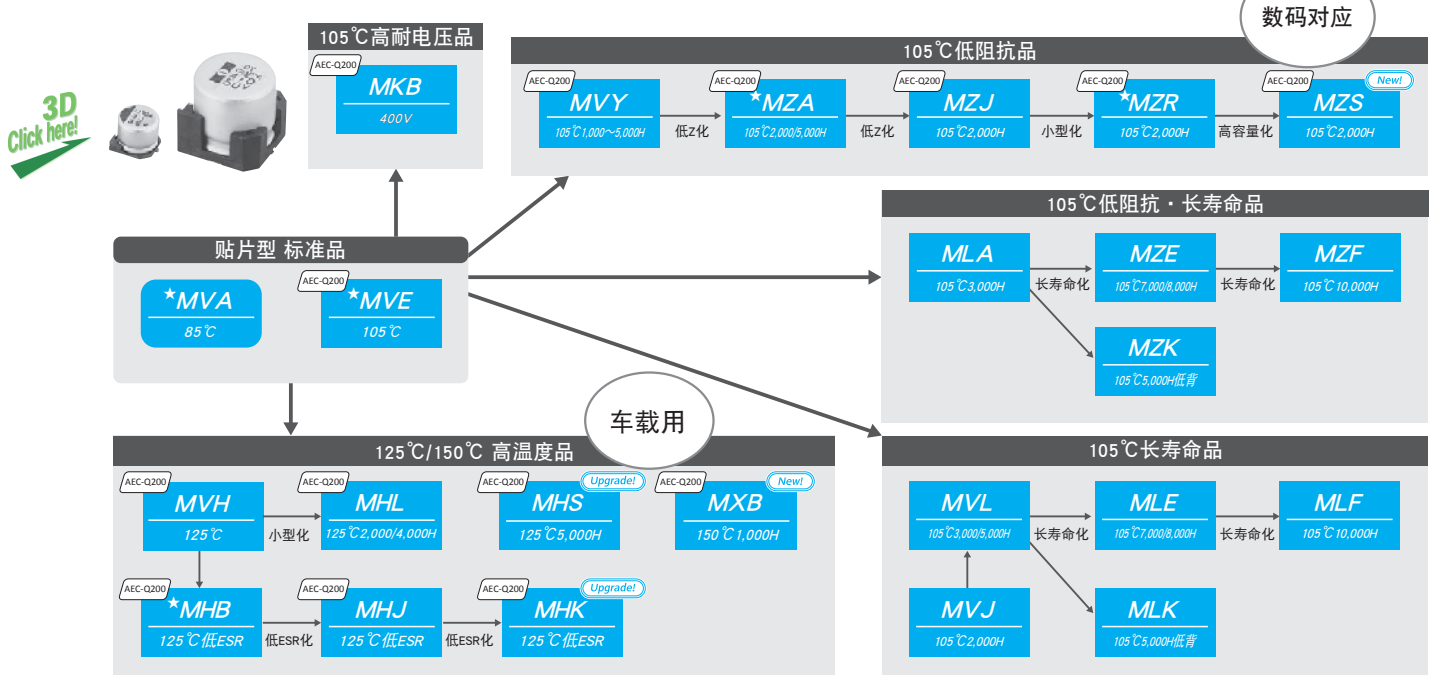 数码对应
3D
Click here!
105℃高耐电压品
AEC-Q200
MKB
400V
105℃低阻抗品
AEC-Q200
MVY
105℃1,000～5,000H
低Z化
AEC-Q200
★MZA
105℃2,000/5,000H
低Z化
AEC-Q200
MZJ
105℃2,000H
小型化
AEC-Q200
★MZR
105℃2,000H
高容量化
AEC-Q200
New!
MZS
105℃2,000H
贴片型 标准品
★MVA
85℃
AEC-Q200
★MVE
105℃
105℃低阻抗・长寿命品
MLA
105℃3,000H
长寿命化
MZE
105℃7,000/8,000H
长寿命化
MZF
105℃10,000H
MZK
105℃5,000H低背
车载用
125℃/150℃ 高温度品
AEC-Q200
MVH
125℃
小型化
AEC-Q200
MHL
125℃2,000/4,000H
AEC-Q200
Upgrade!
MHS
125℃5,000H
AEC-Q200
New!
MXB
150℃1,000H
AEC-Q200
★MHB
125℃低ESR
低ESR化
AEC-Q200
MHJ
125℃低ESR
低ESR化
AEC-Q200
Upgrade!
MHK
125℃低ESR
105℃长寿命品
MVL
105℃3,000/5,000H
长寿命化
MLE
105℃7,000/8,000H
长寿命化
MLF
105℃10,000H
MVJ
105℃2,000H
MLK
105℃5,000H低背